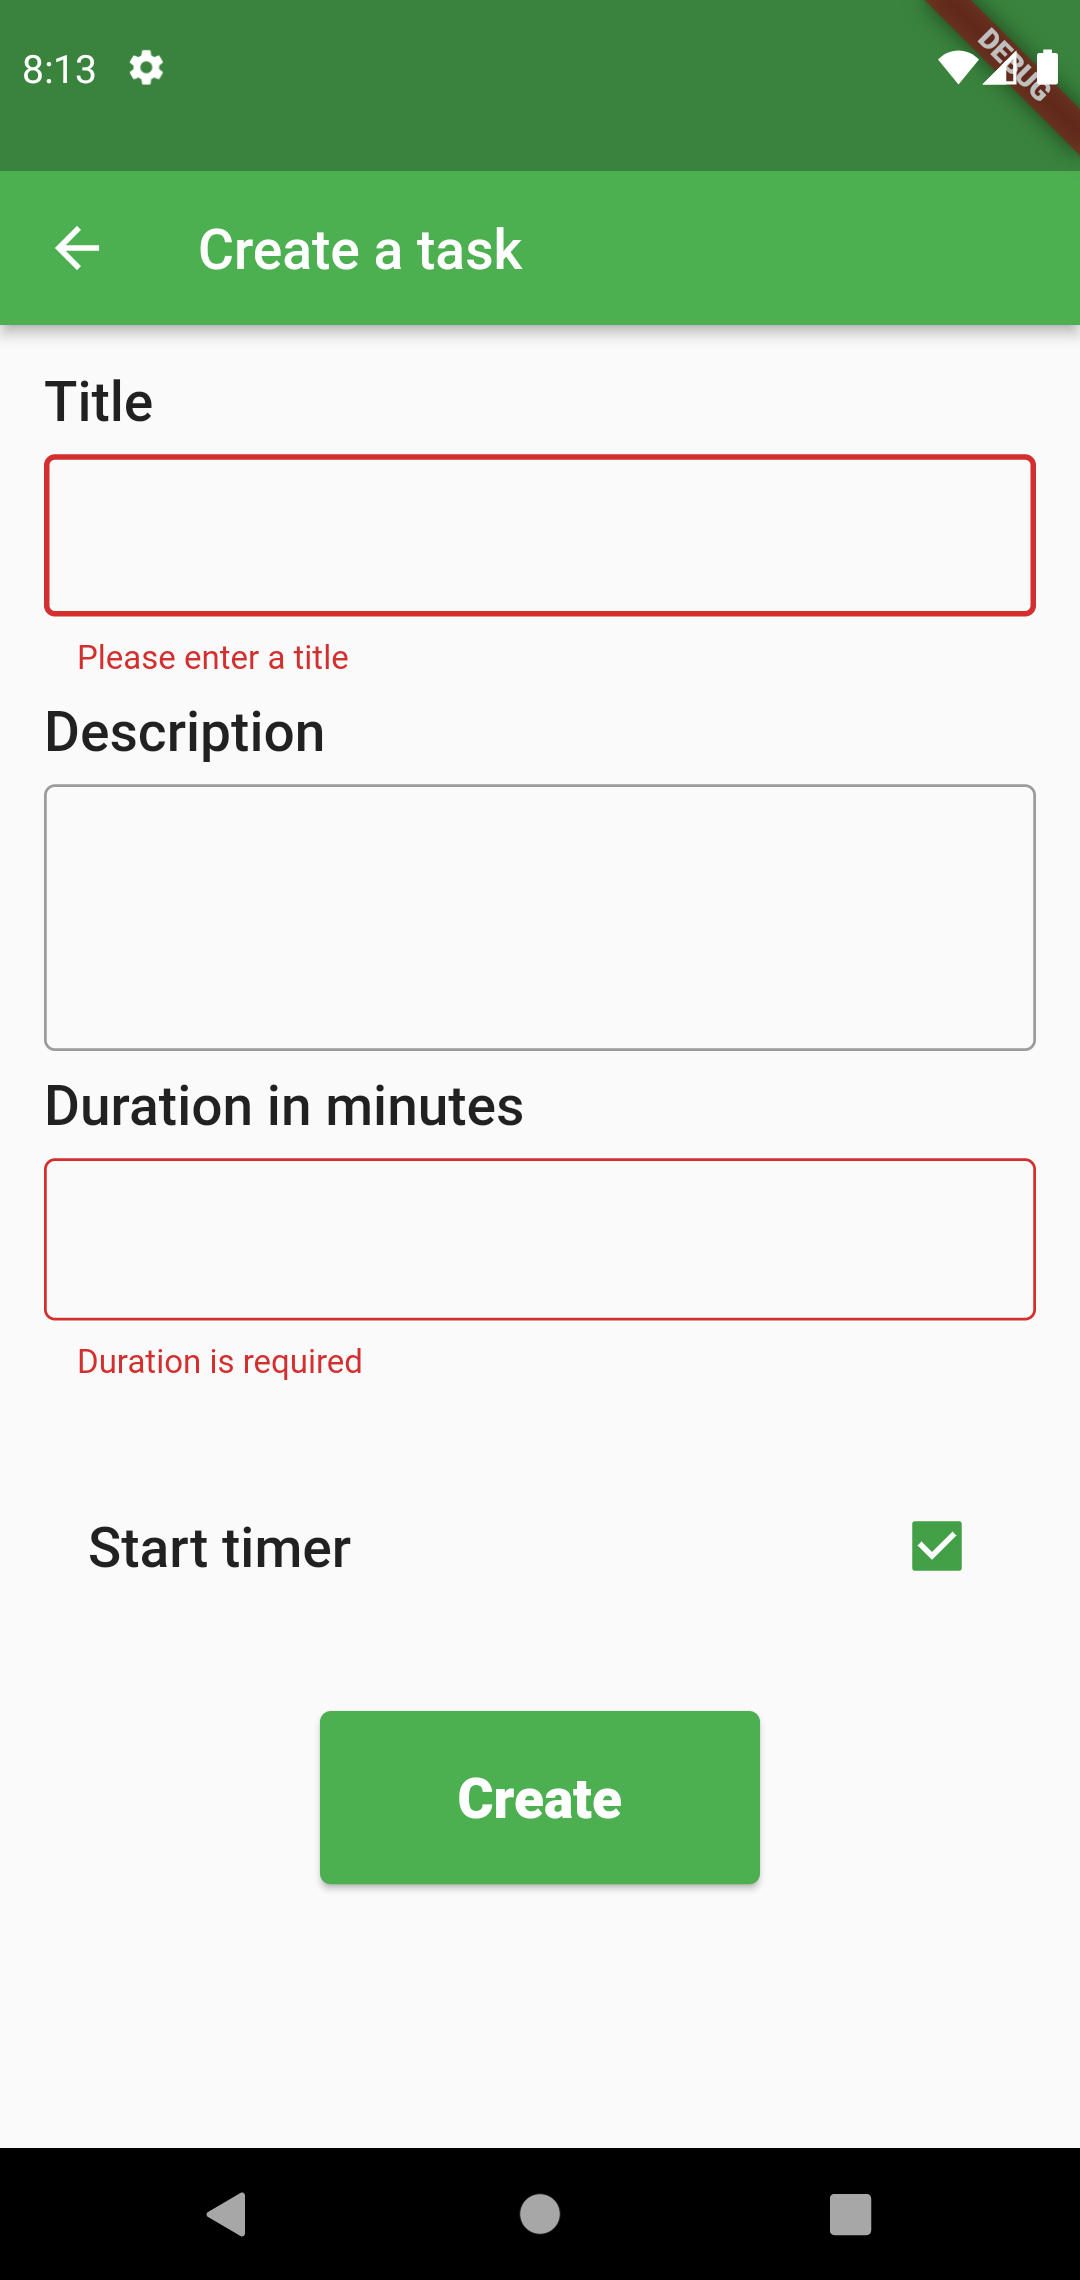 8:13
DEBUG
Create a task
Title
Please enter a title
Description
Duration in minutes
Duration is required
Start timer
Create